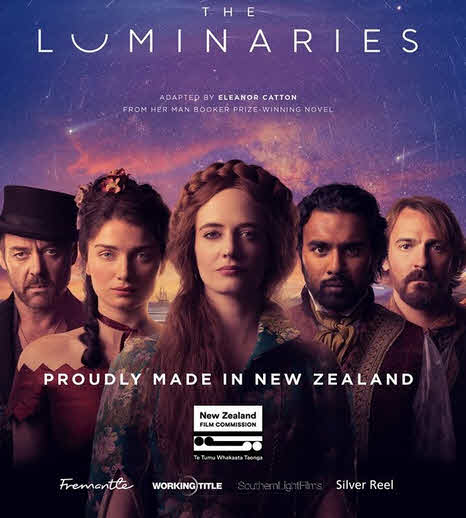 THE
LUMINARIES
ADAPTED BY ELEANOR CATTON
FROM HER MAN BOOKER PRIZE-WINNING NOVEL
PROUDLY MADE IN NEW ZEALAND
New Zealand
FILM COMMISSION
Te Tumu Whakaata Taonga
Fremantle WORKING TITLE SouthernLightFilms Silver Reel